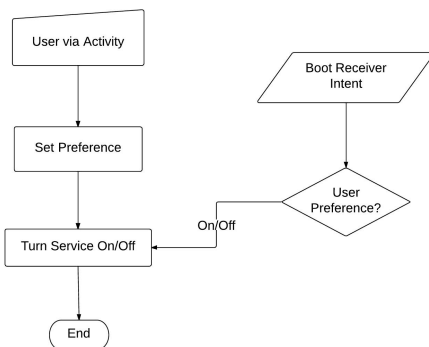 User via Activity
Boot Receiver
Intent
Set Preference
User
Preference?
On/Off
Turn Service On/Off
End